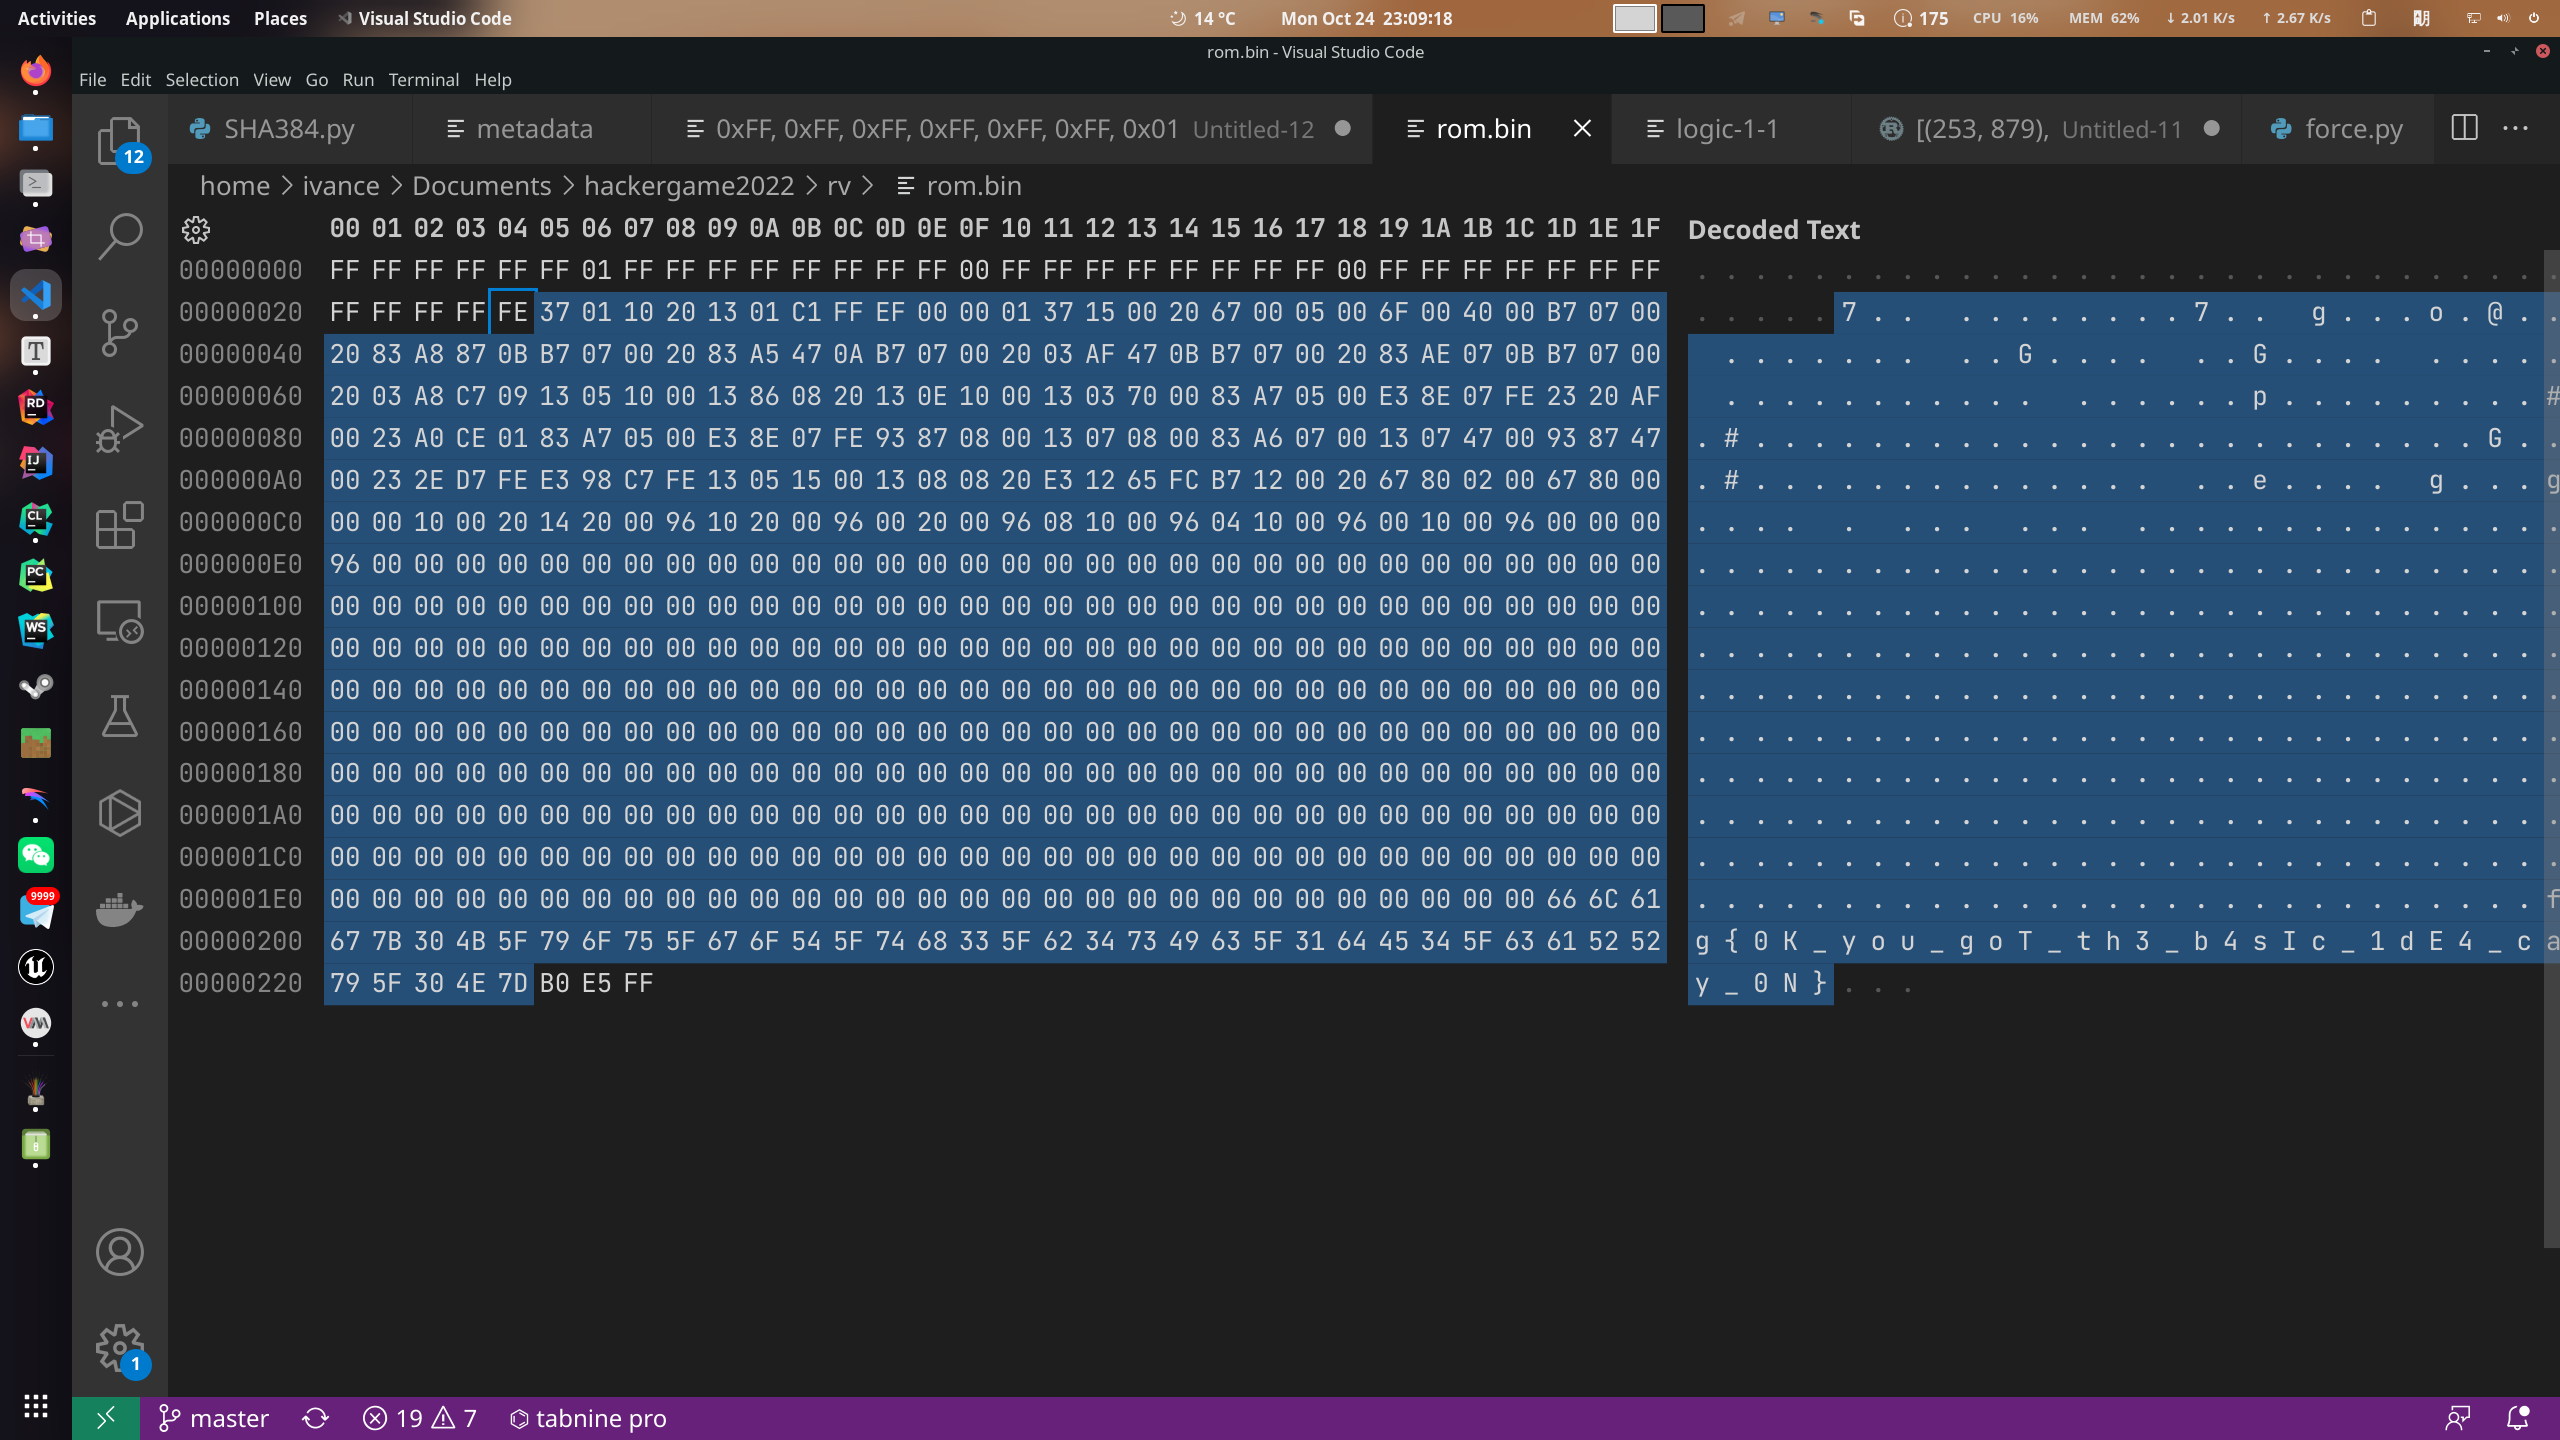 Activities Applications Places Visual Studio Code 14 °C Mon Oct 24 23:09:18 175 CPU 16% MEM 62% ↓ 2.01 K/s ↑ 2.67 K/s
rom.bin - Visual Studio Code
File Edit Selection View Go Run Terminal Help
SHA384.py metadata 0xFF, 0xFF, 0xFF, 0xFF, 0xFF, 0xFF, 0x01 Untitled-12 rom.bin logic-1-1 [(253, 879), Untitled-11 force.py
12
home > ivance > Documents > hackergame2022 > rv > rom.bin
00 01 02 03 04 05 06 07 08 09 0A 0B 0C 0D 0E 0F 10 11 12 13 14 15 16 17 18 19 1A 1B 1C 1D 1E 1F Decoded Text
00000000 FF FF FF FF FF FF 01 FF FF FF FF FF FF FF FF 00 FF FF FF FF FF FF FF FF 00 FF FF FF FF FF FF FF . . . . . . . . . . . . . . . . . . . . . . . . . . . . . .
00000020 FF FF FF FF FE 37 01 10 20 13 01 C1 FF EF 00 00 01 37 15 00 20 67 00 05 00 6F 00 40 00 B7 07 00 . . . . . 7 . .   . . . . . . . . 7 . .   g . . . o . @ . .
00000040 20 83 A8 87 0B B7 07 00 20 83 A5 47 0A B7 07 00 20 03 AF 47 0B B7 07 00 20 83 AE 07 0B B7 07 00   . . . . . . .   . . G . . . .   . . G . . . .   . . . . .
00000060 20 03 A8 C7 09 13 05 10 00 13 86 08 20 13 0E 10 00 13 03 70 00 83 A7 05 00 E3 8E 07 FE 23 20 AF   . . . . . . . . . . .   . . . . . . p . . . . . . . . . #
00000080 00 23 A0 CE 01 83 A7 05 00 E3 8E 07 FE 93 87 08 00 13 07 08 00 83 A6 07 00 13 07 47 00 93 87 47 . # . . . . . . . . . . . . . . . . . . . . . . . . . G . .
000000A0 00 23 2E D7 FE E3 98 C7 FE 13 05 15 00 13 08 08 20 E3 12 65 FC B7 12 00 20 67 80 02 00 67 80 00 . # . . . . . . . . . . . . . .   . . e . . . .   g . . . g
000000C0 00 00 10 00 20 14 20 00 96 10 20 00 96 00 20 00 96 08 10 00 96 04 10 00 96 00 10 00 96 00 00 00 . . . .   .   . . .   . . .   . . . . . . . . . . . . . . .
000000E0 96 00 00 00 00 00 00 00 00 00 00 00 00 00 00 00 00 00 00 00 00 00 00 00 00 00 00 00 00 00 00 00 . . . . . . . . . . . . . . . . . . . . . . . . . . . . . .
00000100 00 00 00 00 00 00 00 00 00 00 00 00 00 00 00 00 00 00 00 00 00 00 00 00 00 00 00 00 00 00 00 00 . . . . . . . . . . . . . . . . . . . . . . . . . . . . . .
00000120 00 00 00 00 00 00 00 00 00 00 00 00 00 00 00 00 00 00 00 00 00 00 00 00 00 00 00 00 00 00 00 00 . . . . . . . . . . . . . . . . . . . . . . . . . . . . . .
00000140 00 00 00 00 00 00 00 00 00 00 00 00 00 00 00 00 00 00 00 00 00 00 00 00 00 00 00 00 00 00 00 00 . . . . . . . . . . . . . . . . . . . . . . . . . . . . . .
00000160 00 00 00 00 00 00 00 00 00 00 00 00 00 00 00 00 00 00 00 00 00 00 00 00 00 00 00 00 00 00 00 00 . . . . . . . . . . . . . . . . . . . . . . . . . . . . . .
00000180 00 00 00 00 00 00 00 00 00 00 00 00 00 00 00 00 00 00 00 00 00 00 00 00 00 00 00 00 00 00 00 00 . . . . . . . . . . . . . . . . . . . . . . . . . . . . . .
000001A0 00 00 00 00 00 00 00 00 00 00 00 00 00 00 00 00 00 00 00 00 00 00 00 00 00 00 00 00 00 00 00 00 . . . . . . . . . . . . . . . . . . . . . . . . . . . . . .
000001C0 00 00 00 00 00 00 00 00 00 00 00 00 00 00 00 00 00 00 00 00 00 00 00 00 00 00 00 00 00 00 00 00 . . . . . . . . . . . . . . . . . . . . . . . . . . . . . .
000001E0 00 00 00 00 00 00 00 00 00 00 00 00 00 00 00 00 00 00 00 00 00 00 00 00 00 00 00 00 00 66 6C 61 . . . . . . . . . . . . . . . . . . . . . . . . . . . . . f
00000200 67 7B 30 4B 5F 79 6F 75 5F 67 6F 54 5F 74 68 33 5F 62 34 73 49 63 5F 31 64 45 34 5F 63 61 52 52 g { 0 K _ y o u _ g o T _ t h 3 _ b 4 s I c _ 1 d E 4 _ c a
00000220 79 5F 30 4E 7D B0 E5 FF y _ 0 N } . . .
RD
IJ
CL
PC
WS
9999
1
master 19 7 tabnine pro